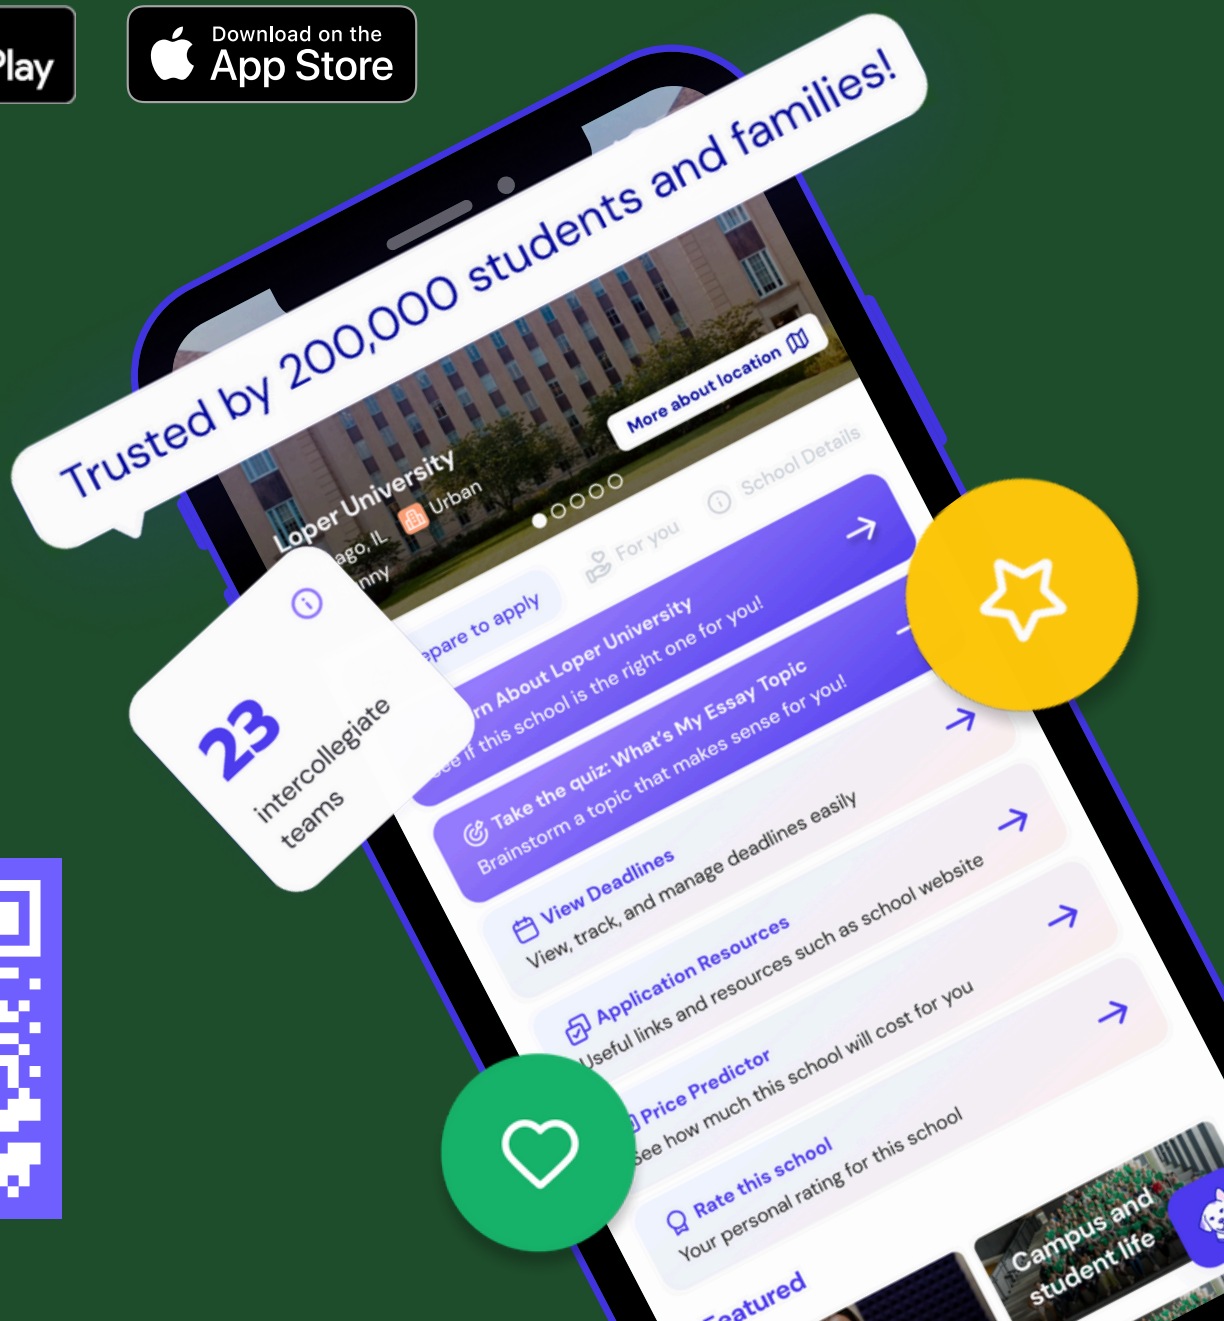 Play
Download on the
App Store
Trusted by 200,000 students and families!
More about location
Loper University
ago, IL
Urban
nny
epare to apply
For you
School Details
rn About Loper University
See if this school is the right one for you!
Take the quiz: What's My Essay Topic
Brainstorm a topic that makes sense for you!
23
intercollegiate
teams
View Deadlines
View, track, and manage deadlines easily
Application Resources
Useful links and resources such as school website
Price Predictor
See how much this school will cost for you
Rate this school
Your personal rating for this school
Featured
Campus and
student life